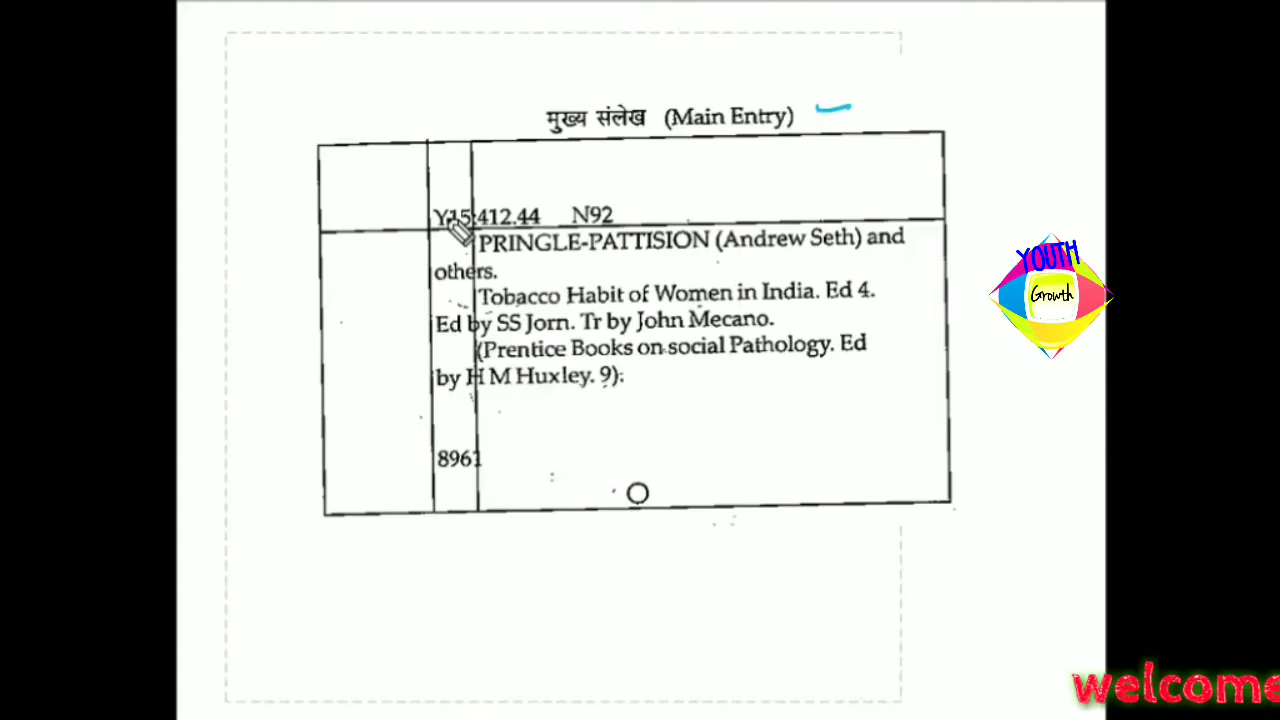 मुख्य संलेख (Main Entry)
Y15:412.44 N92
PRINGLE-PATTISION (Andrew Seth) and
others.
Tobacco Habit of Women in India. Ed 4.
Ed by SS Jorn. Tr by John Mecano.
(Prentice Books on social Pathology. Ed
by H M Huxley. 9).
8961
YOUTH
Growth
welcome